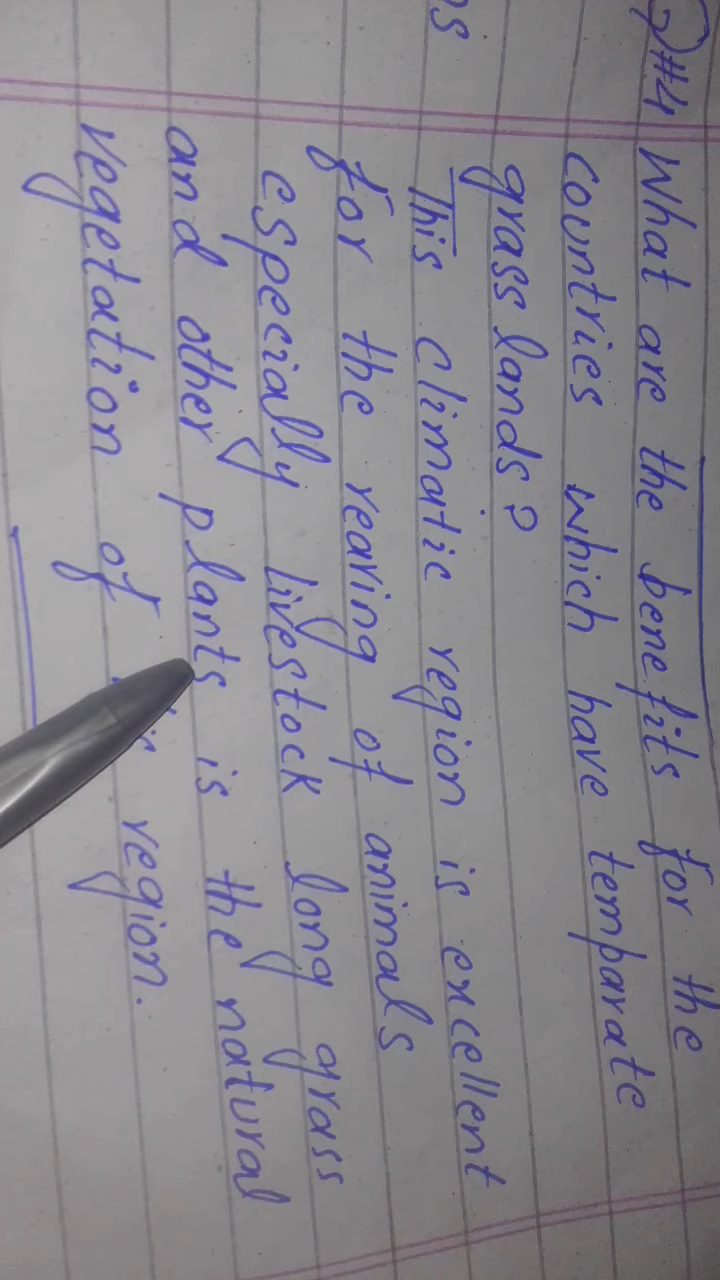 Q#4 What are the benefits for the
countries which have temparate
grass lands?
ns This climatic region is excellent
for the rearing of animals
especially livestock long grass
and other plants is the natural
vegetation of region.